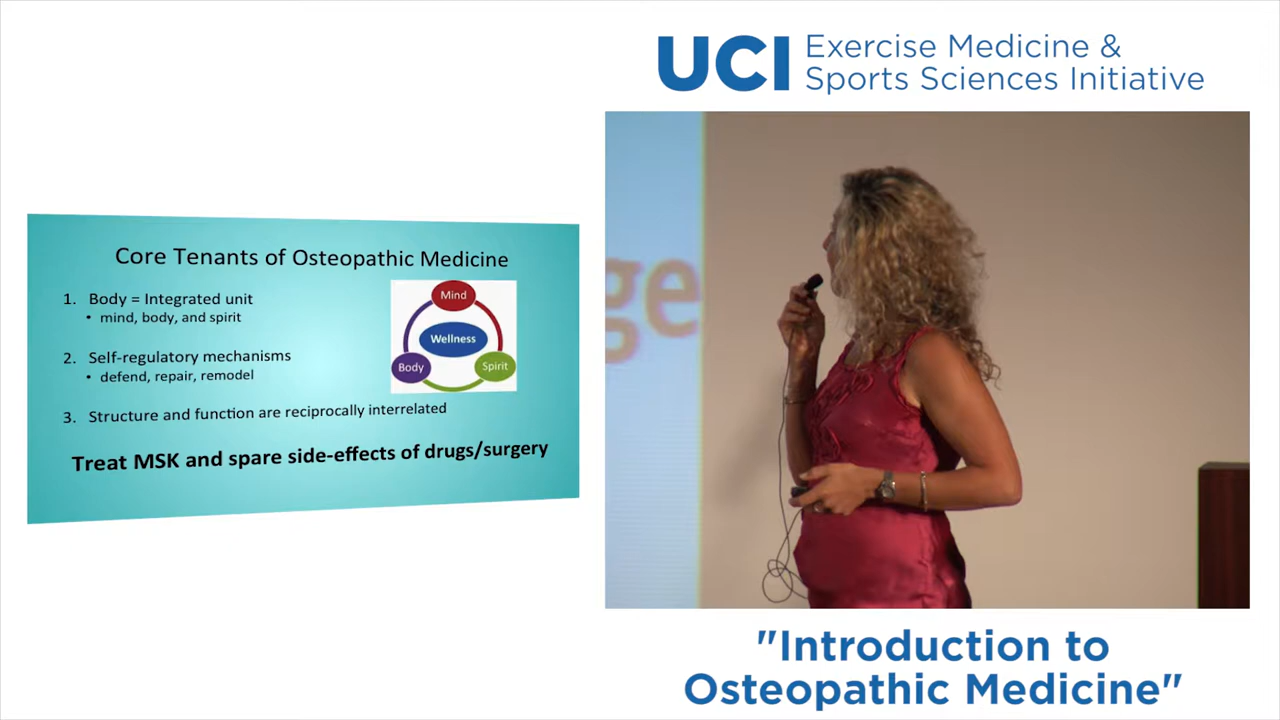 UCI Exercise Medicine &
Sports Sciences Initiative
Core Tenants of Osteopathic Medicine
1. Body = Integrated unit
• mind, body, and spirit
2. Self-regulatory mechanisms
• defend, repair, remodel
3. Structure and function are reciprocally interrelated
Treat MSK and spare side-effects of drugs/surgery
Mind
Wellness
Body
Spirit
ge
"Introduction to
Osteopathic Medicine"